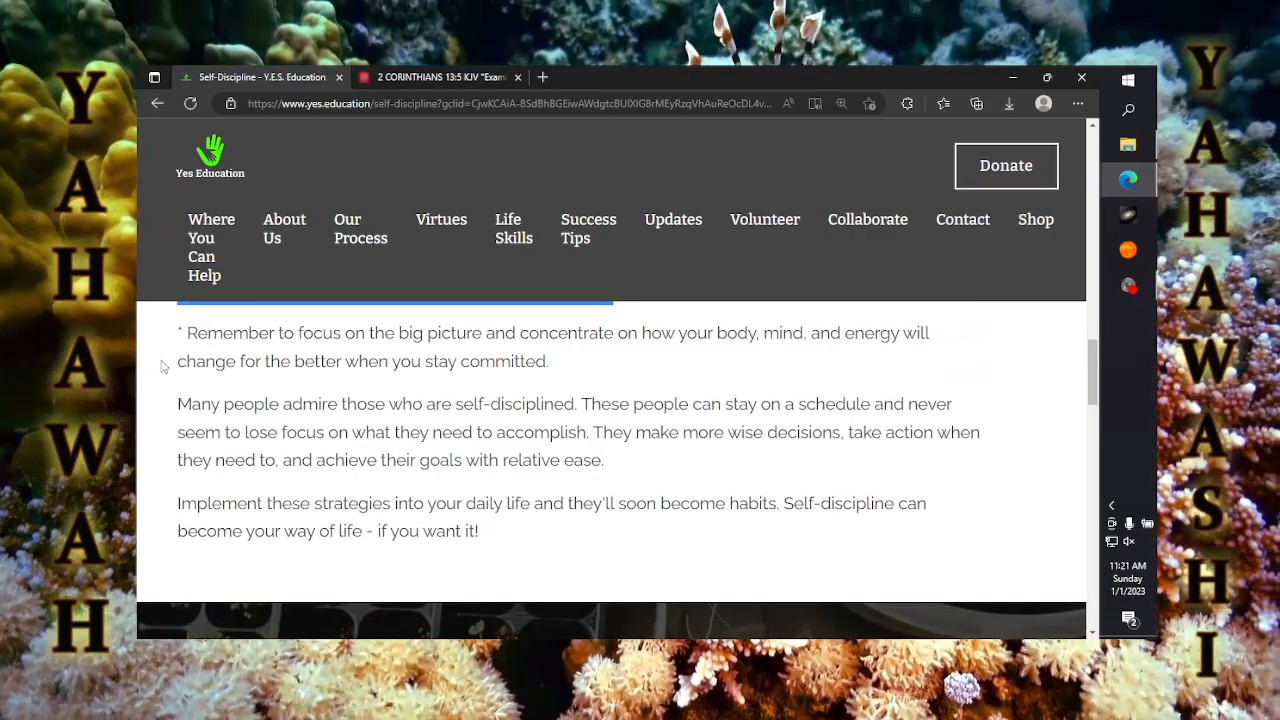 YAHAWAH
Self-Discipline - Y.E.S. Education
2 CORINTHIANS 13:5 KJV "Exam
https://www.yes.education/self-discipline?gclid=CjwKCAiA-8SdBhBGEiwAWdgtcBUIXIG8rMEyRzqVhAuReOcDL4v...
Yes Education
Donate
Where You Can Help
About Us
Our Process
Virtues
Life Skills
Success Tips
Updates
Volunteer
Collaborate
Contact
Shop
* Remember to focus on the big picture and concentrate on how your body, mind, and energy will
change for the better when you stay committed.
Many people admire those who are self-disciplined. These people can stay on a schedule and never
seem to lose focus on what they need to accomplish. They make more wise decisions, take action when
they need to, and achieve their goals with relative ease.
Implement these strategies into your daily life and they'll soon become habits. Self-discipline can
become your way of life - if you want it!
11:21 AM
Sunday
1/1/2023
2
YAHAWASHI